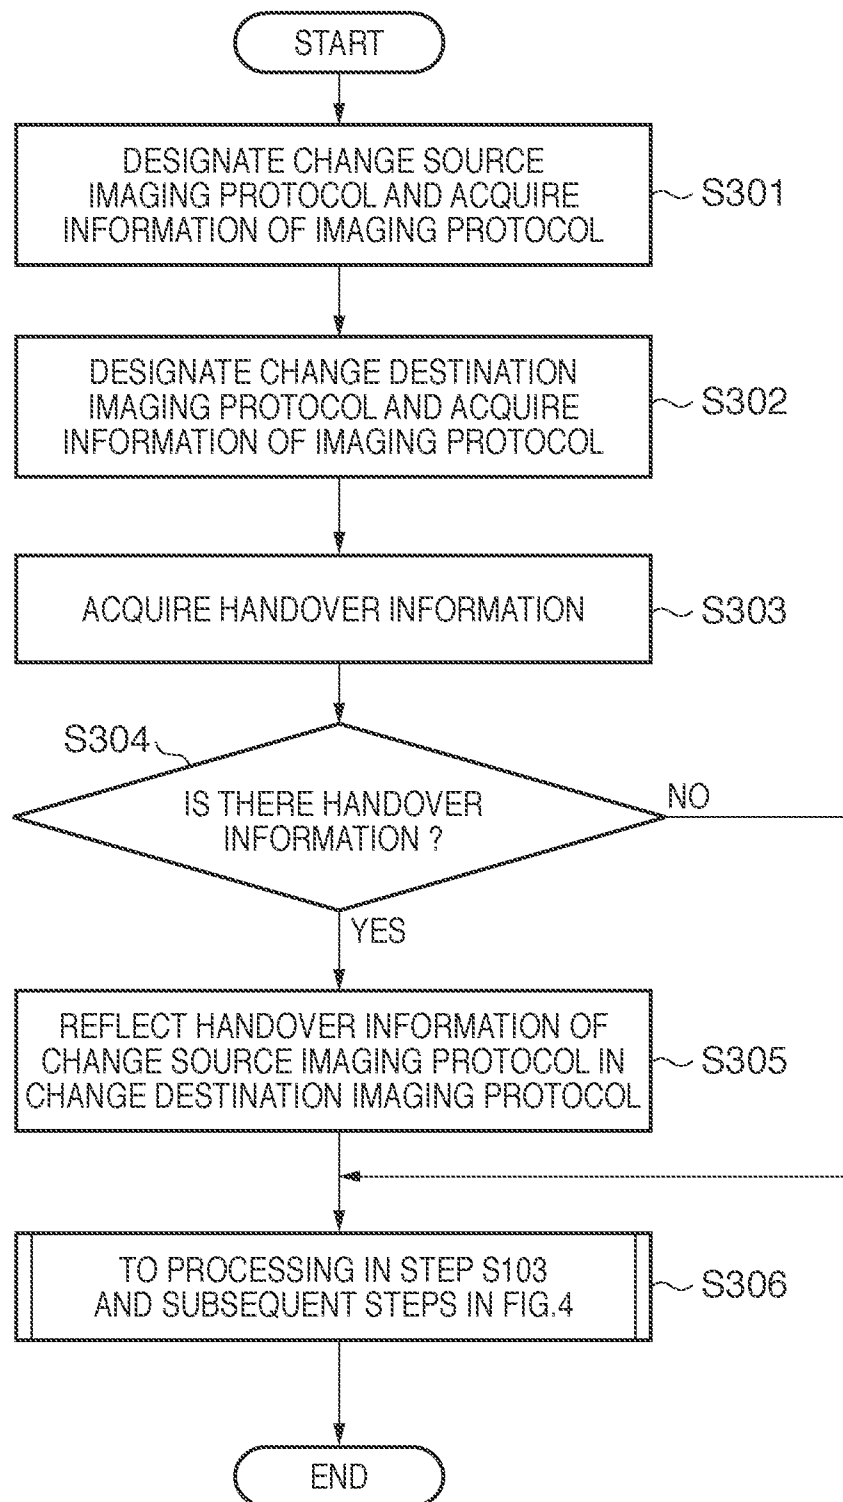 START
DESIGNATE CHANGE SOURCE
IMAGING PROTOCOL AND ACQUIRE
INFORMATION OF IMAGING PROTOCOL
S301
DESIGNATE CHANGE DESTINATION
IMAGING PROTOCOL AND ACQUIRE
INFORMATION OF IMAGING PROTOCOL
S302
ACQUIRE HANDOVER INFORMATION
S303
S304
IS THERE HANDOVER
INFORMATION ?
NO
YES
REFLECT HANDOVER INFORMATION OF
CHANGE SOURCE IMAGING PROTOCOL IN
CHANGE DESTINATION IMAGING PROTOCOL
S305
TO PROCESSING IN STEP S103
AND SUBSEQUENT STEPS IN FIG.4
S306
END